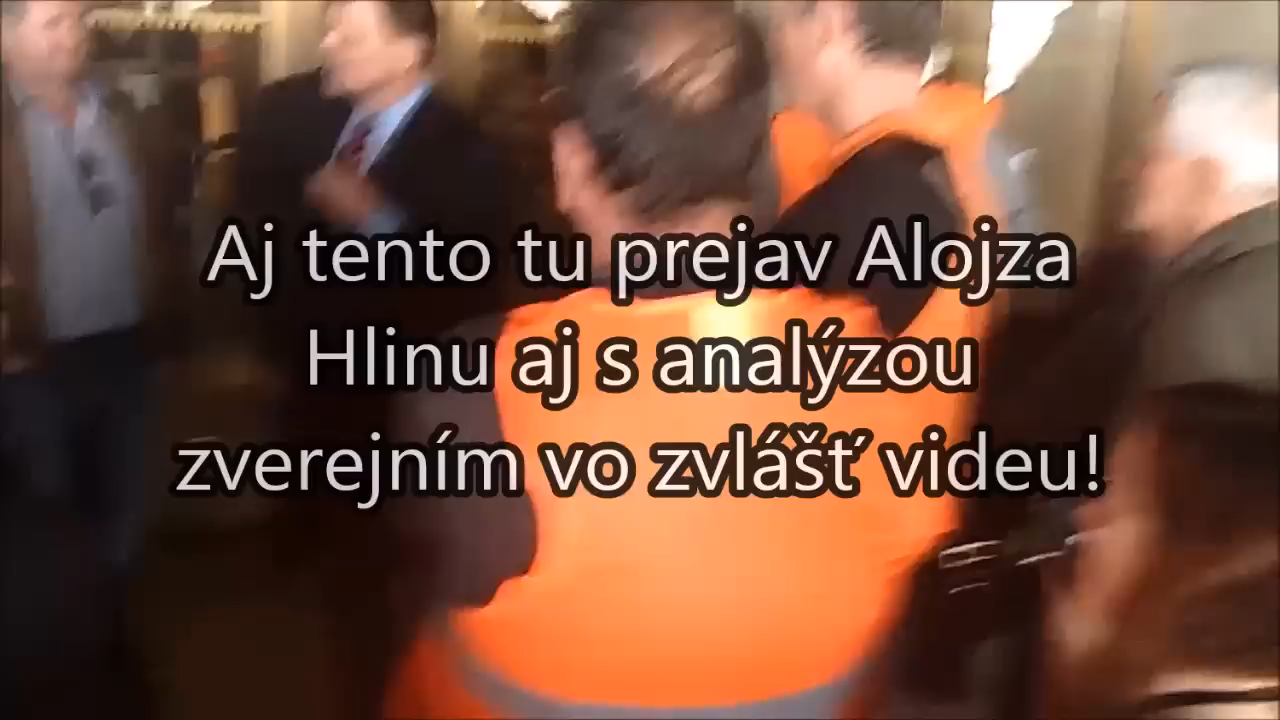 Aj tento tu prejav Alojza
Hlinu aj s analýzou
zverejním vo zvlášť videu!